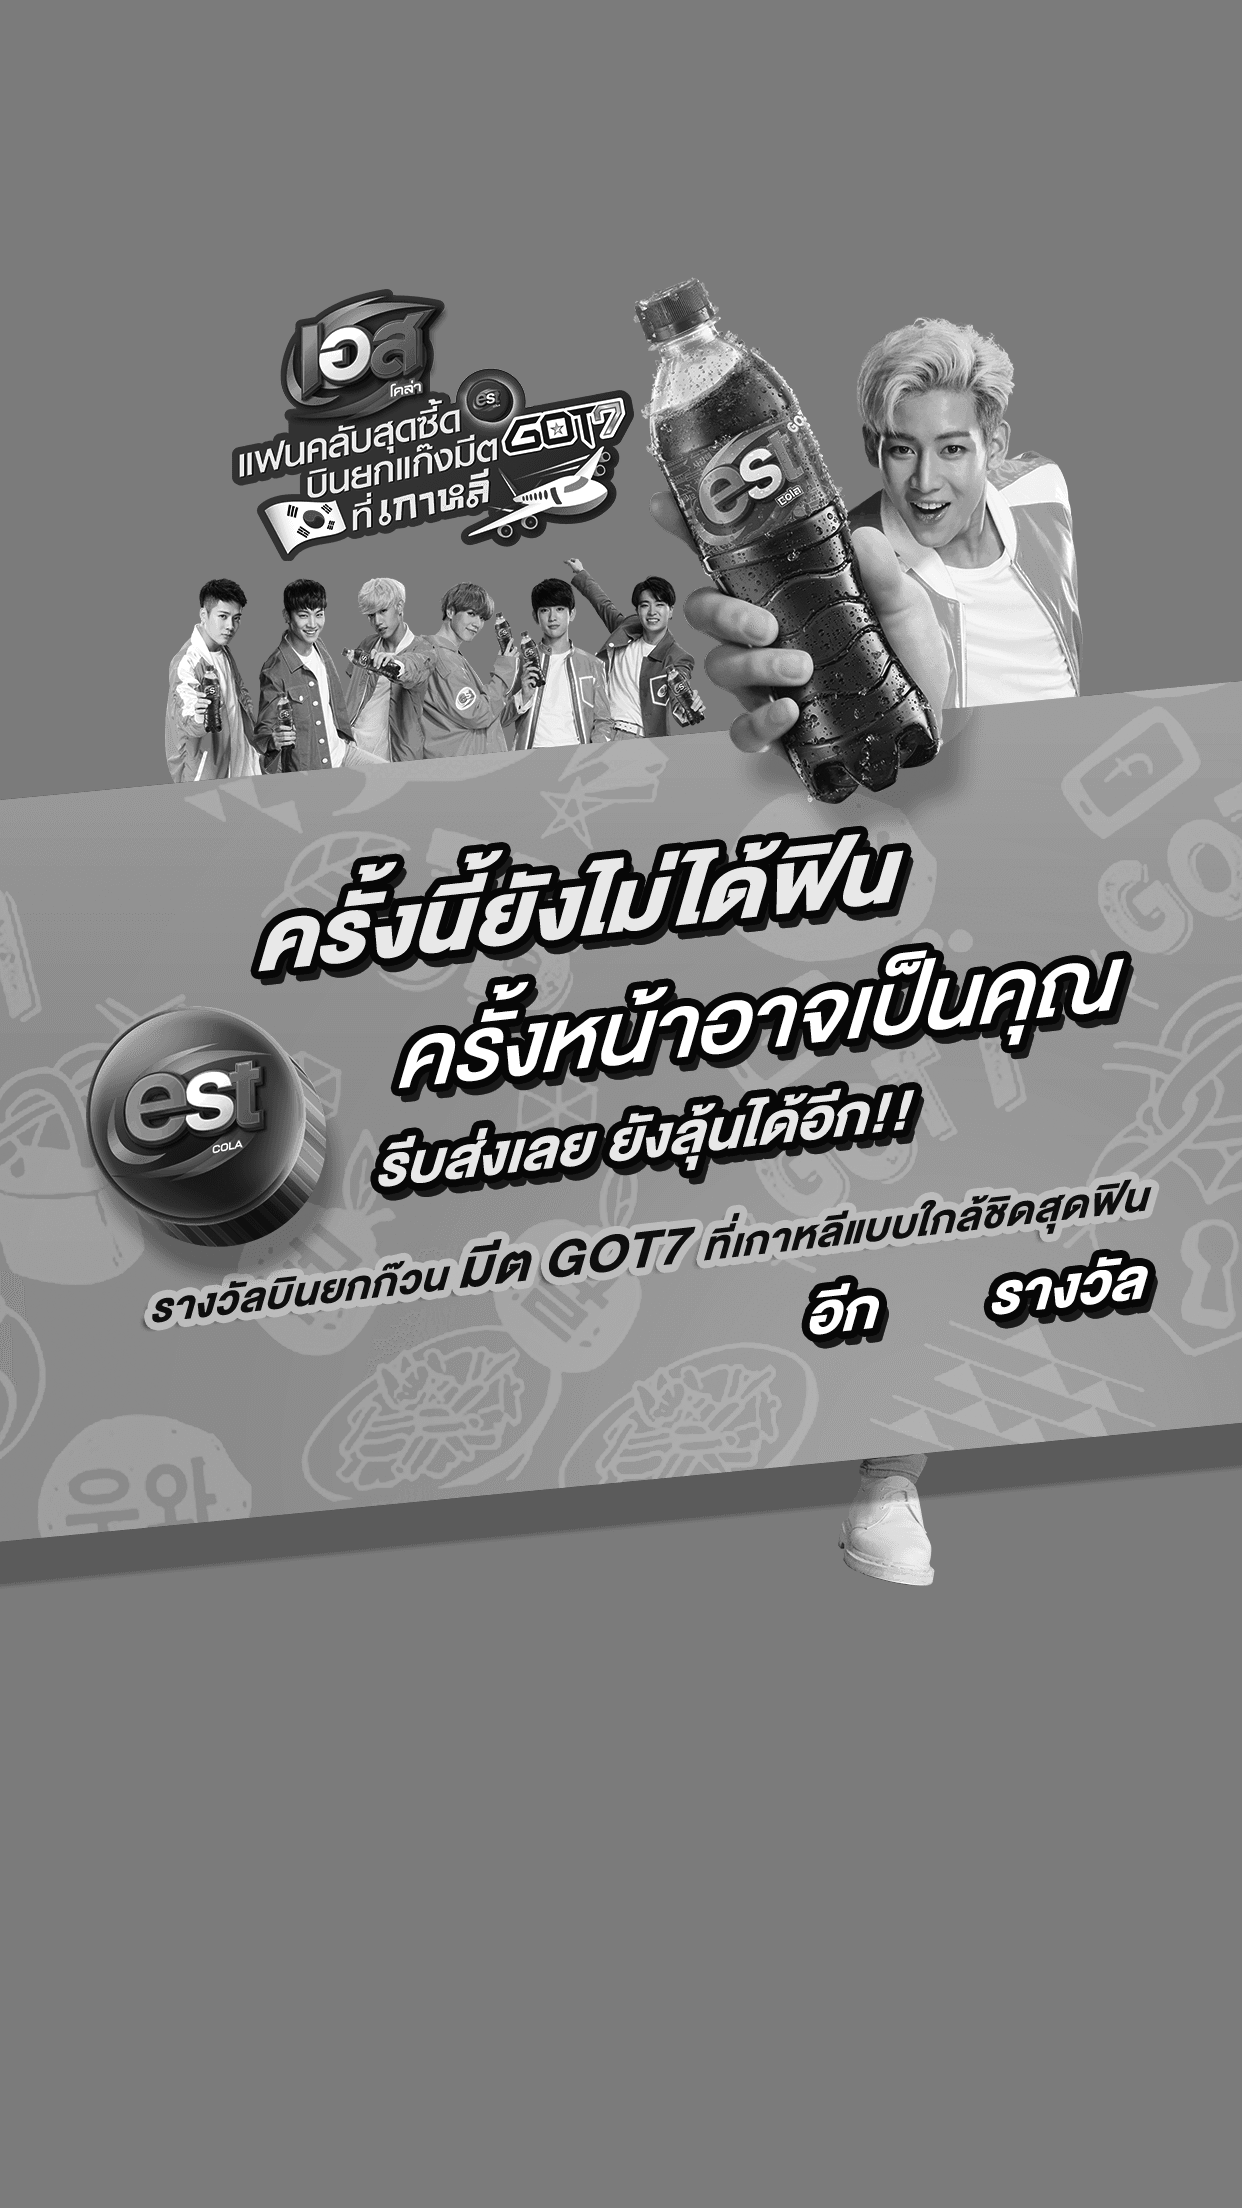 เอส
โคล่า
est
COLA
แฟนคลับสุดซี้ด
บินยกแก๊งมีต GOT7
ที่ เกาหลี
est
cola
ครั้งนี้ยังไม่ได้ฟิน
ครั้งหน้าอาจเป็นคุณ
รีบส่งเลย ยังลุ้นได้อีก!!
est
COLA
รางวัลบินยกก๊วน มีต GOT7 ที่เกาหลีแบบใกล้ชิดสุดฟิน
อีก รางวัล
GOT7
우와